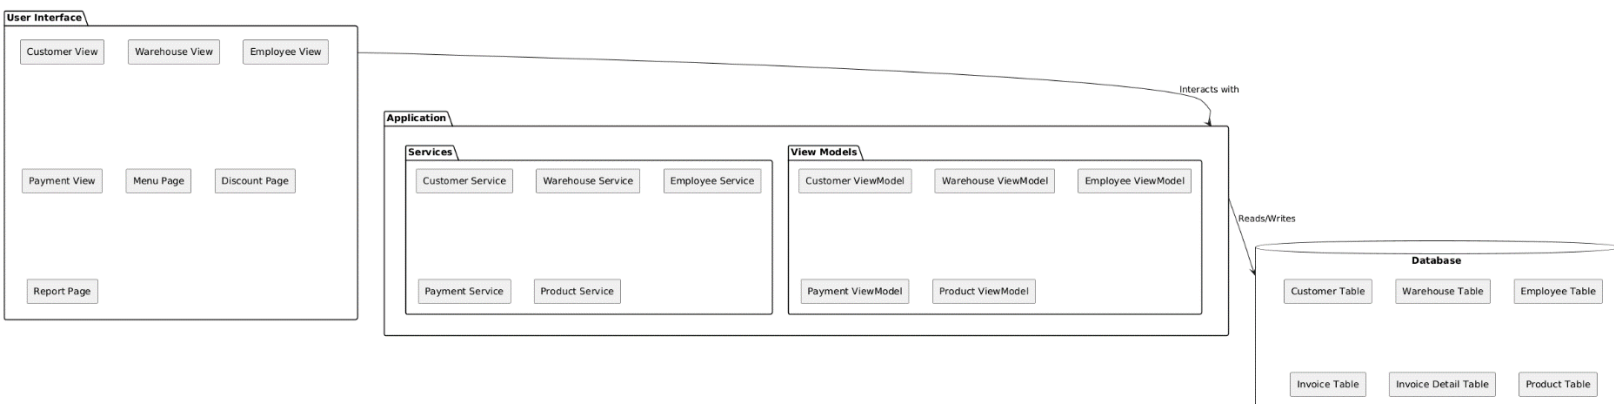 User Interface
Customer View
Warehouse View
Employee View
Payment View
Menu Page
Discount Page
Report Page
Interacts with
Application
Services
Customer Service
Warehouse Service
Employee Service
Payment Service
Product Service
View Models
Customer ViewModel
Warehouse ViewModel
Employee ViewModel
Payment ViewModel
Product ViewModel
Reads/Writes
Database
Customer Table
Warehouse Table
Employee Table
Invoice Table
Invoice Detail Table
Product Table